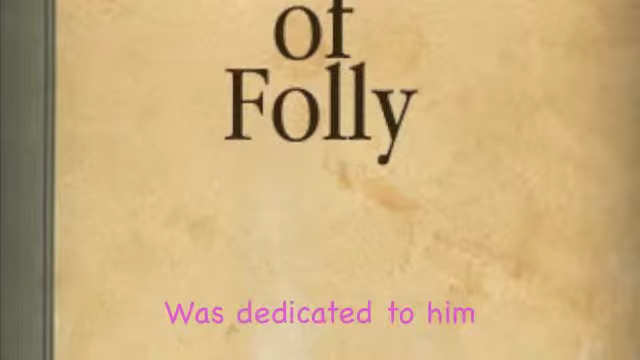 of
Folly
Was dedicated to him